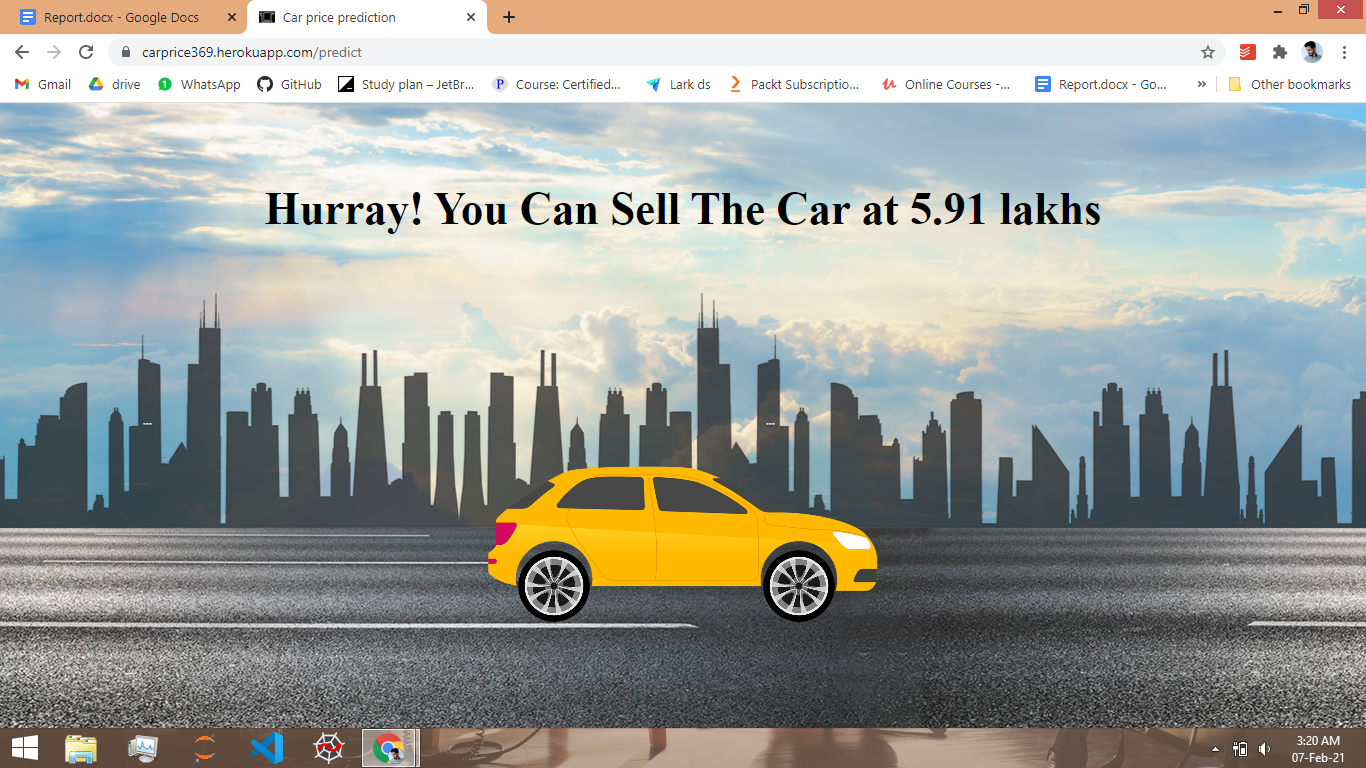 Report.docx - Google Docs
Car price prediction
carprice369.herokuapp.com/predict
Gmail
drive
1
WhatsApp
GitHub
Study plan – JetBr...
P
Course: Certified...
Lark ds
Packt Subscriptio...
Online Courses -...
Report.docx - Go...
»
Other bookmarks
Hurray! You Can Sell The Car at 5.91 lakhs
3:20 AM
07-Feb-21